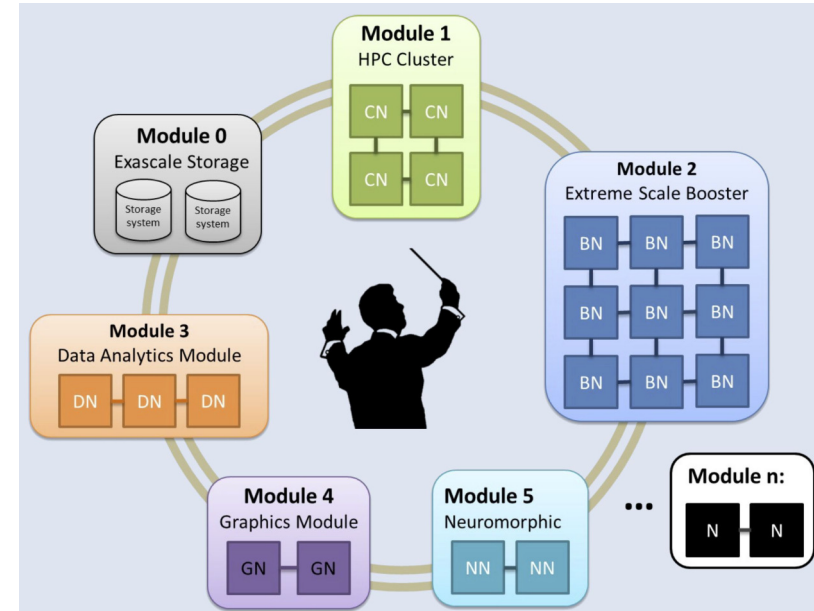 Module 1
HPC Cluster
CN CN
CN CN
Module 0
Exascale Storage
Storage system
Storage system
Module 2
Extreme Scale Booster
BN BN BN
BN BN BN
BN BN BN
Module 3
Data Analytics Module
DN DN DN
Module 4
Graphics Module
GN GN
Module 5
Neuromorphic
NN NN
...
Module n:
N N